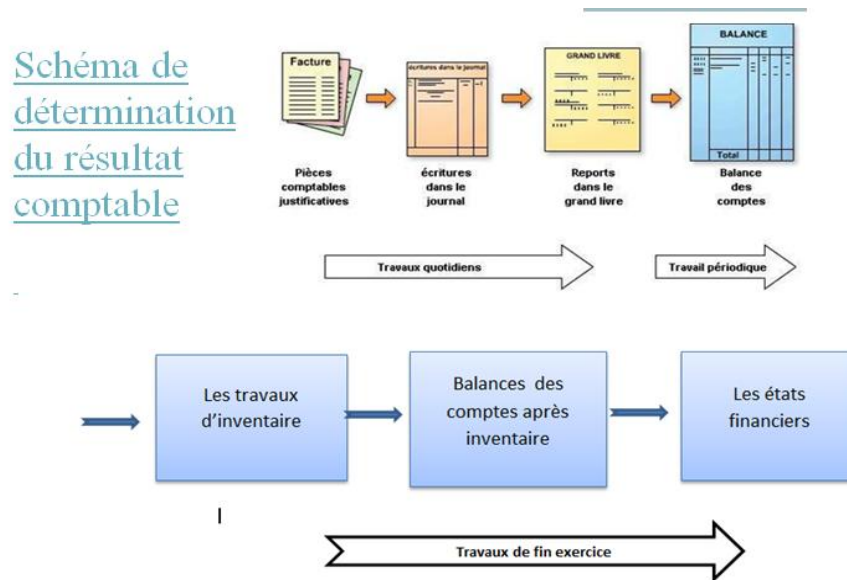 Schéma de
détermination
du résultat
comptable
Facture
écritures dans le journal
GRAND LIVRE
BALANCE
Total
Pièces
comptables
justificatives
écritures
dans le
journal
Reports
dans le
grand livre
Balance
des
comptes
Travaux quotidiens
Travail périodique
Les travaux
d'inventaire
Balances des
comptes après
inventaire
Les états
financiers
Travaux de fin exercice